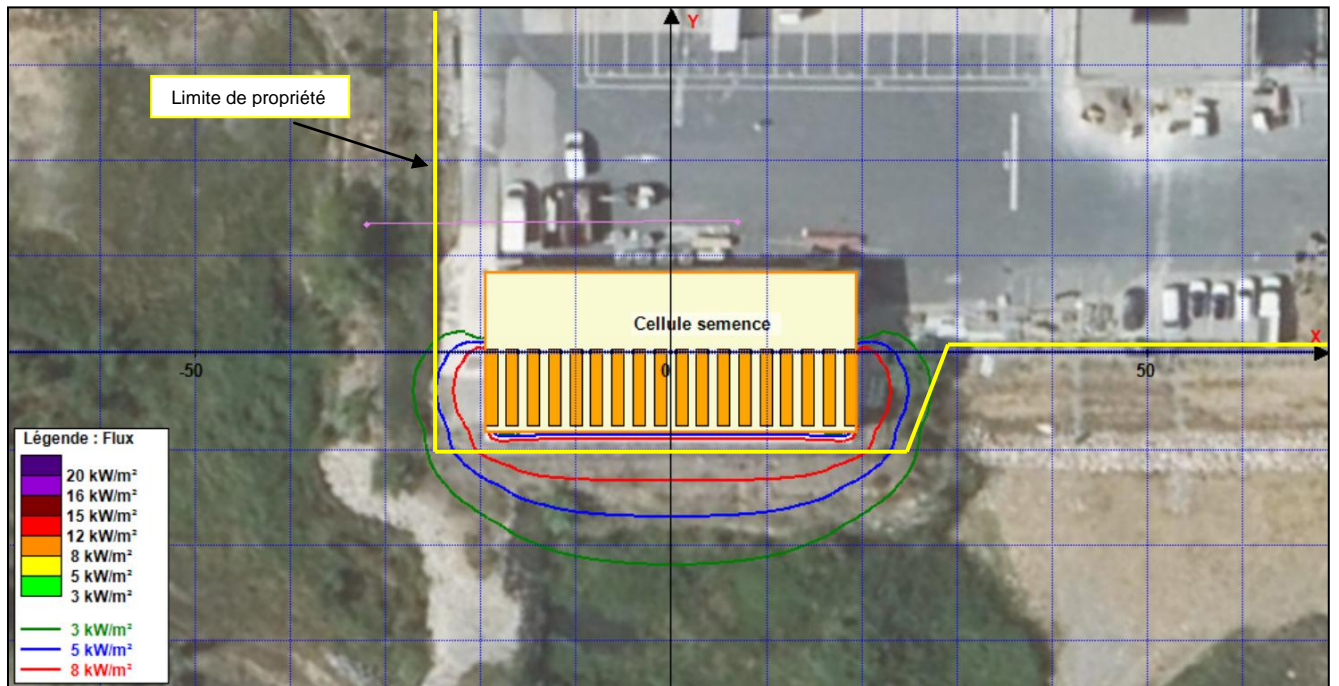 Y
Limite de propriété
Cellule semence
X
-50
0
50
Légende : Flux
20 kW/m²
16 kW/m²
15 kW/m²
12 kW/m²
8 kW/m²
5 kW/m²
3 kW/m²
3 kW/m²
5 kW/m²
8 kW/m²